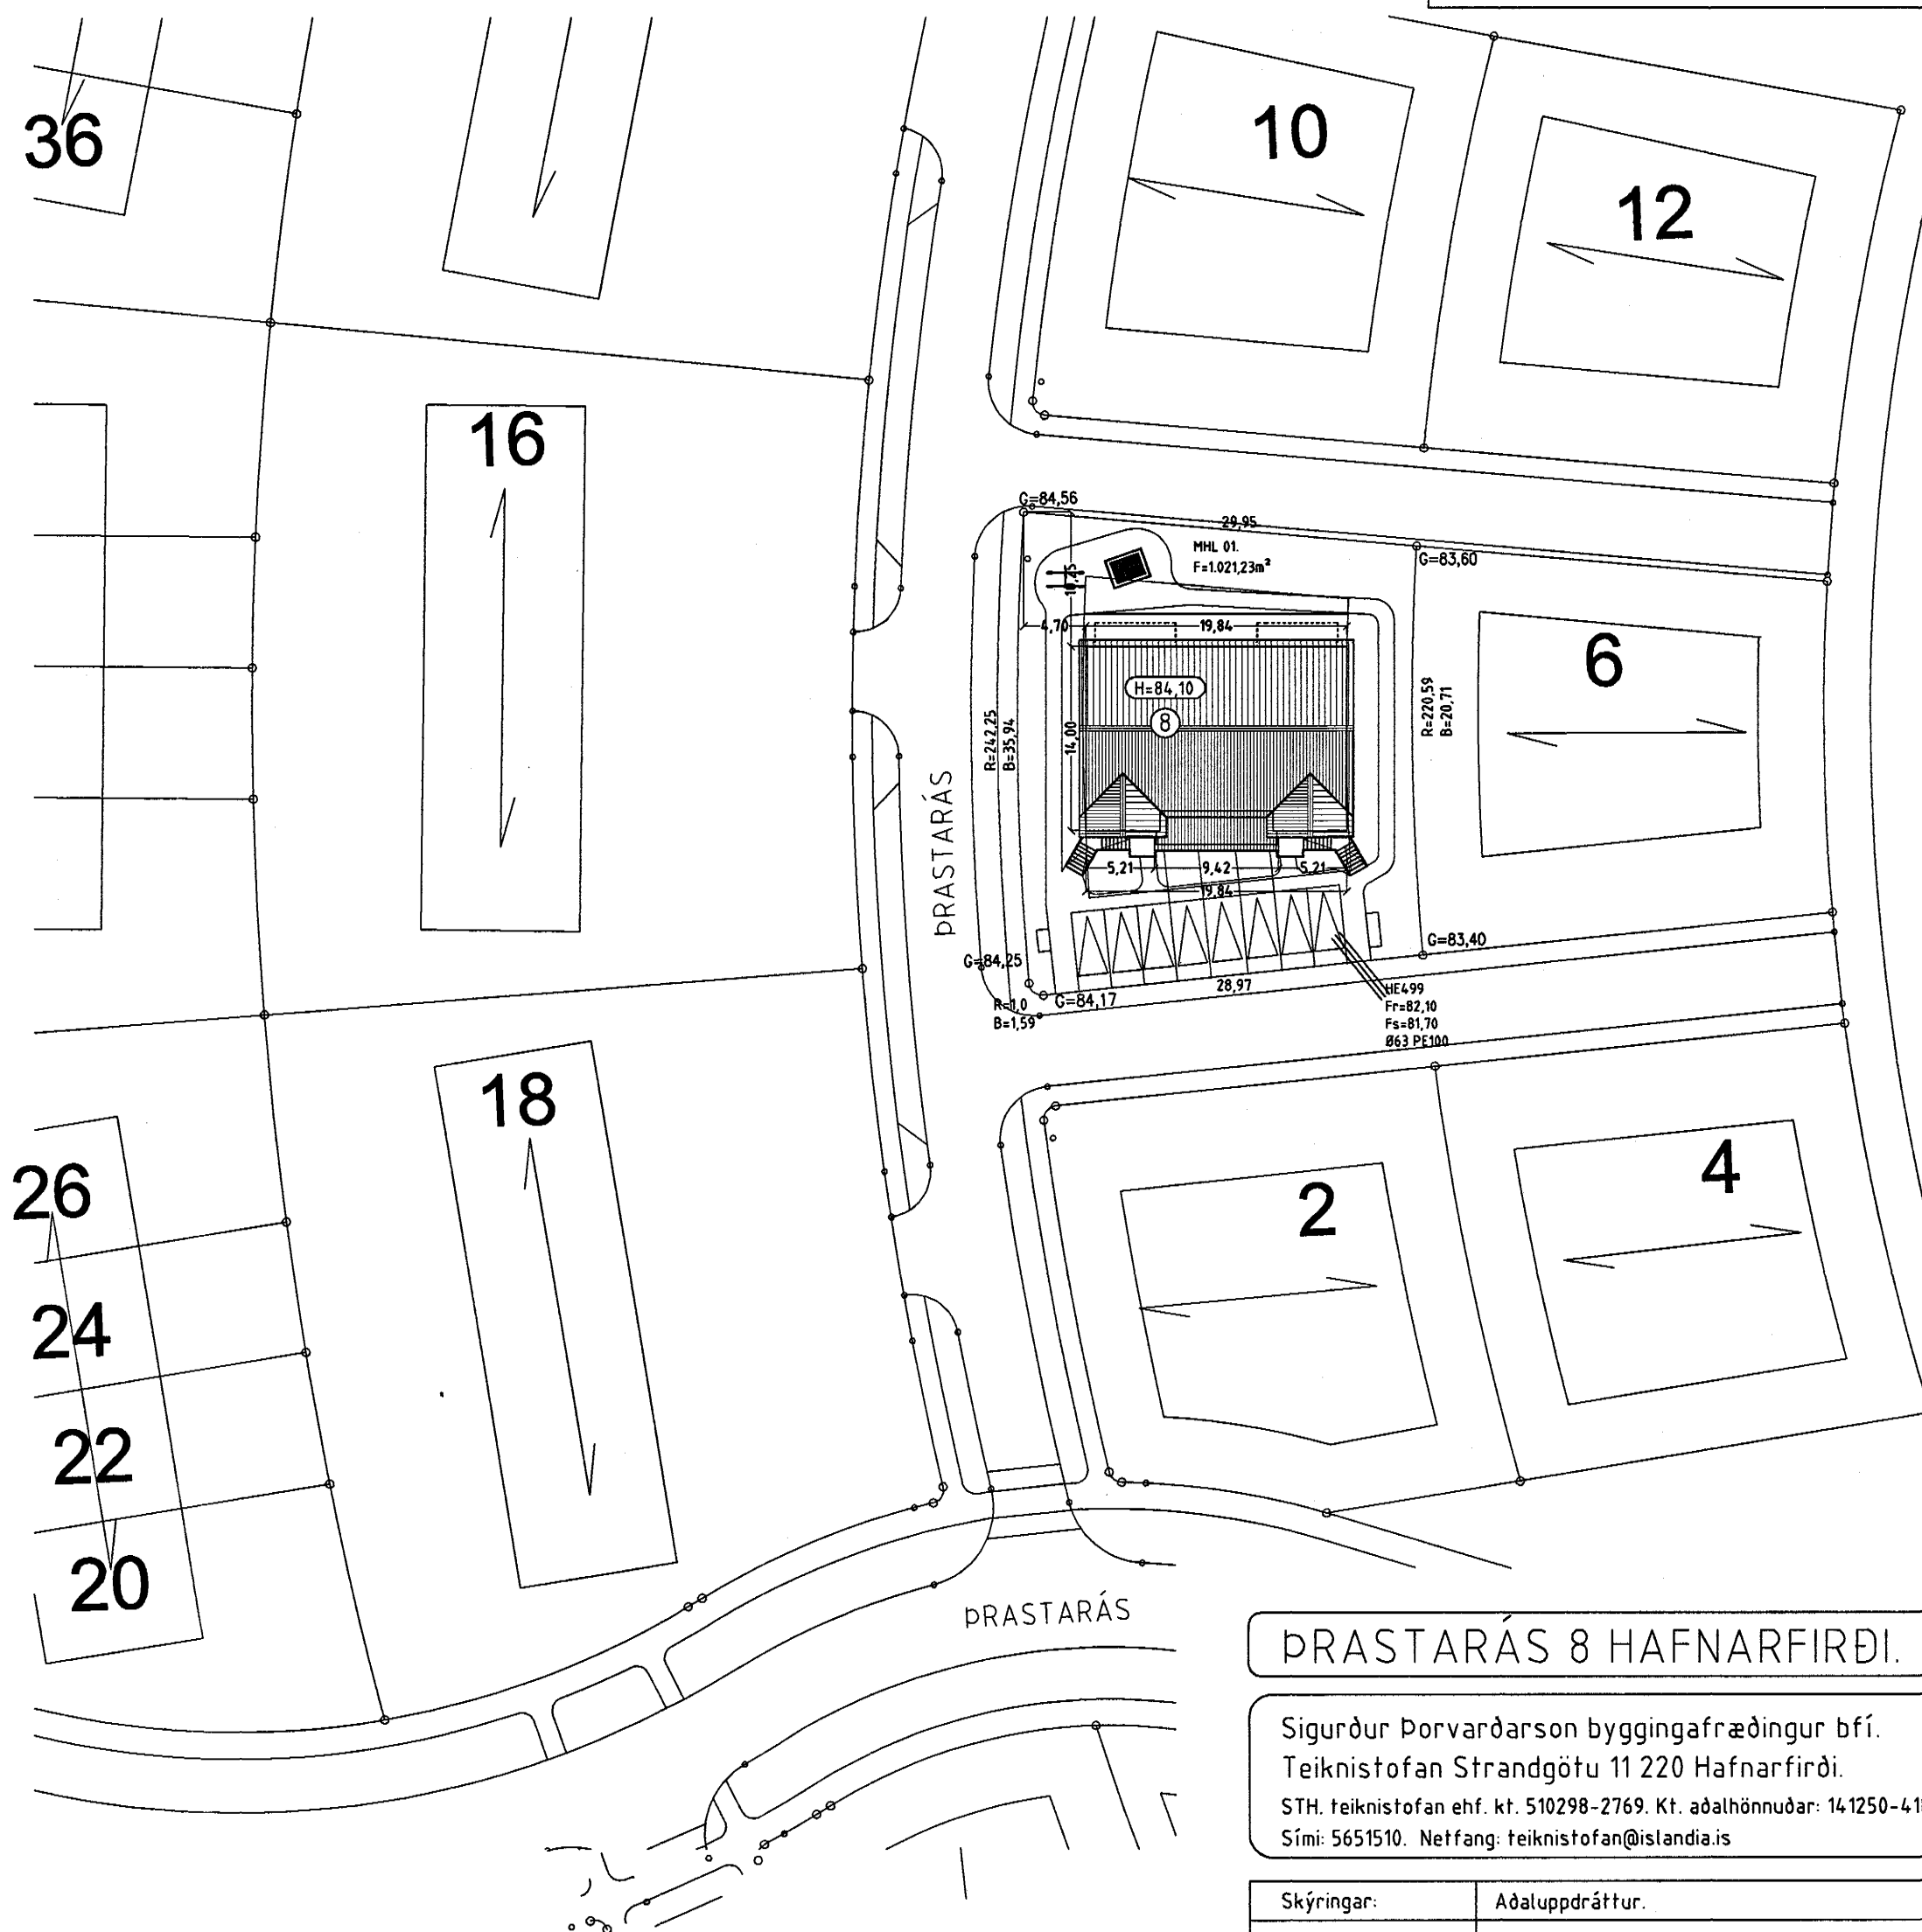 36
10
12
16
G=84,56
29,95
MHL 01.
F=1.021,23m²
G=83,60
10,25
4,70
19,84
6
H=84,10
8
R=242,25
B=35,94
14,00
R=220,59
B=20,71
ÞRASTARÁS
5,21
9,42
5,21
19,84
G=83,40
G=84,25
28,97
R=1,0
B=1,59
G=84,17
HE499
Fr=82,10
Fs=81,70
Ø63 PE100
18
26
2
4
24
22
20
ÞRASTARÁS
ÞRASTARÁS 8 HAFNARFIRÐI.
Sigurður Þorvarðarson byggingafræðingur bfí.
Teiknistofan Strandgötu 11 220 Hafnarfirði.
STH. teiknistofan ehf. kt. 510298-2769. Kt. aðalhönnuðar:
Sími: 5651510. Netfang: teiknistofan@islandia.is
Skýringar:
Aðaluppdráttur.